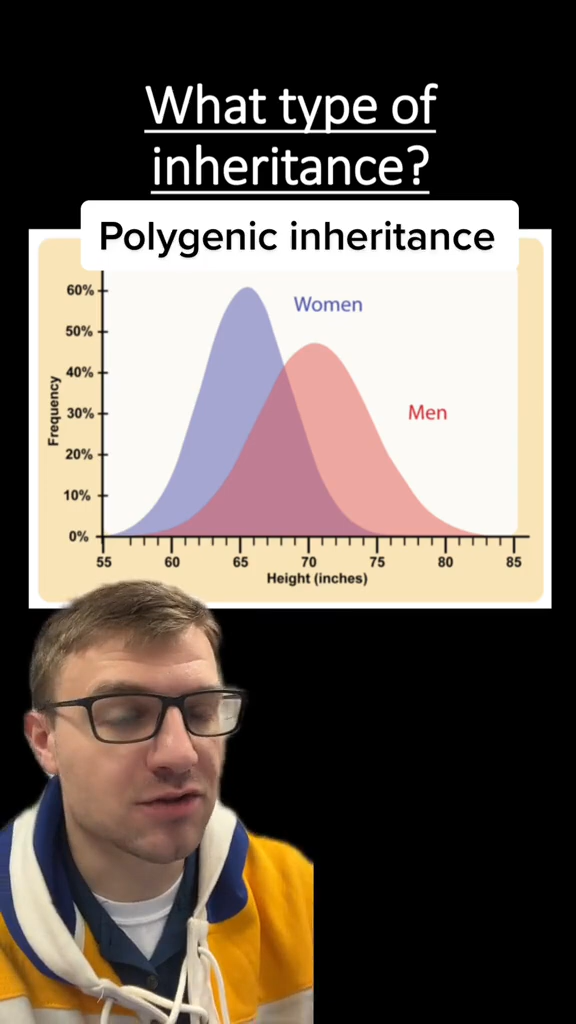 What type of
inheritance?
Polygenic inheritance
60%
50%
40%
30%
20%
10%
0%
Frequency
Women
Men
55 60 65 70 75 80 85
Height (inches)